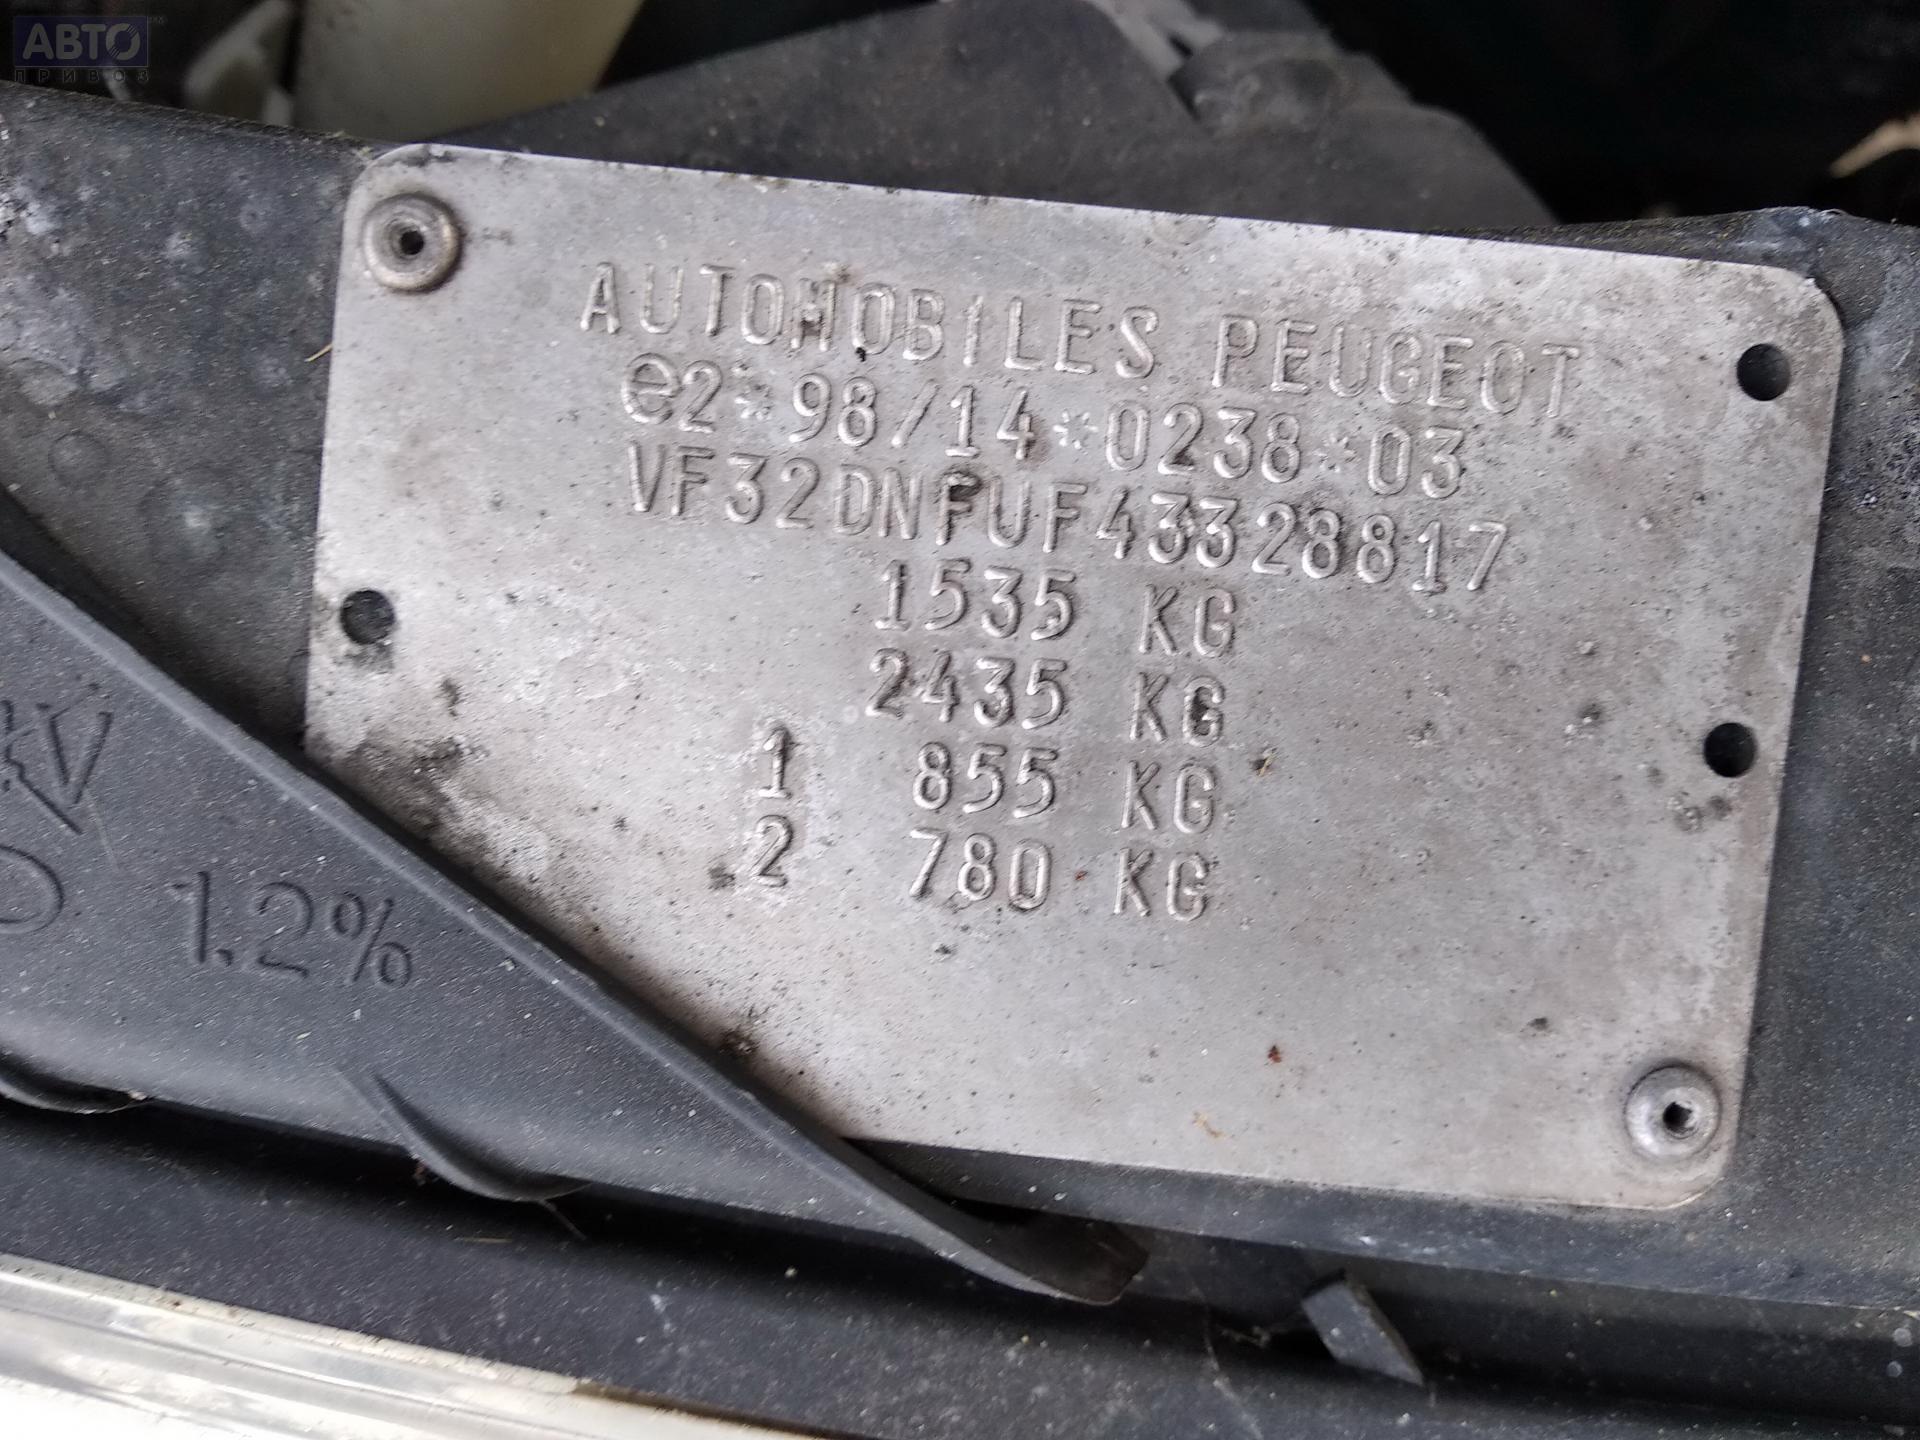 АВТО
ПРИВОЗ
AUTOMOBILES PEUGEOT
e2*98/14*0238*03
VF32DNFUF43328817
1535 KG
2435 KG
1 855 KG
2 780 KG
1.2%